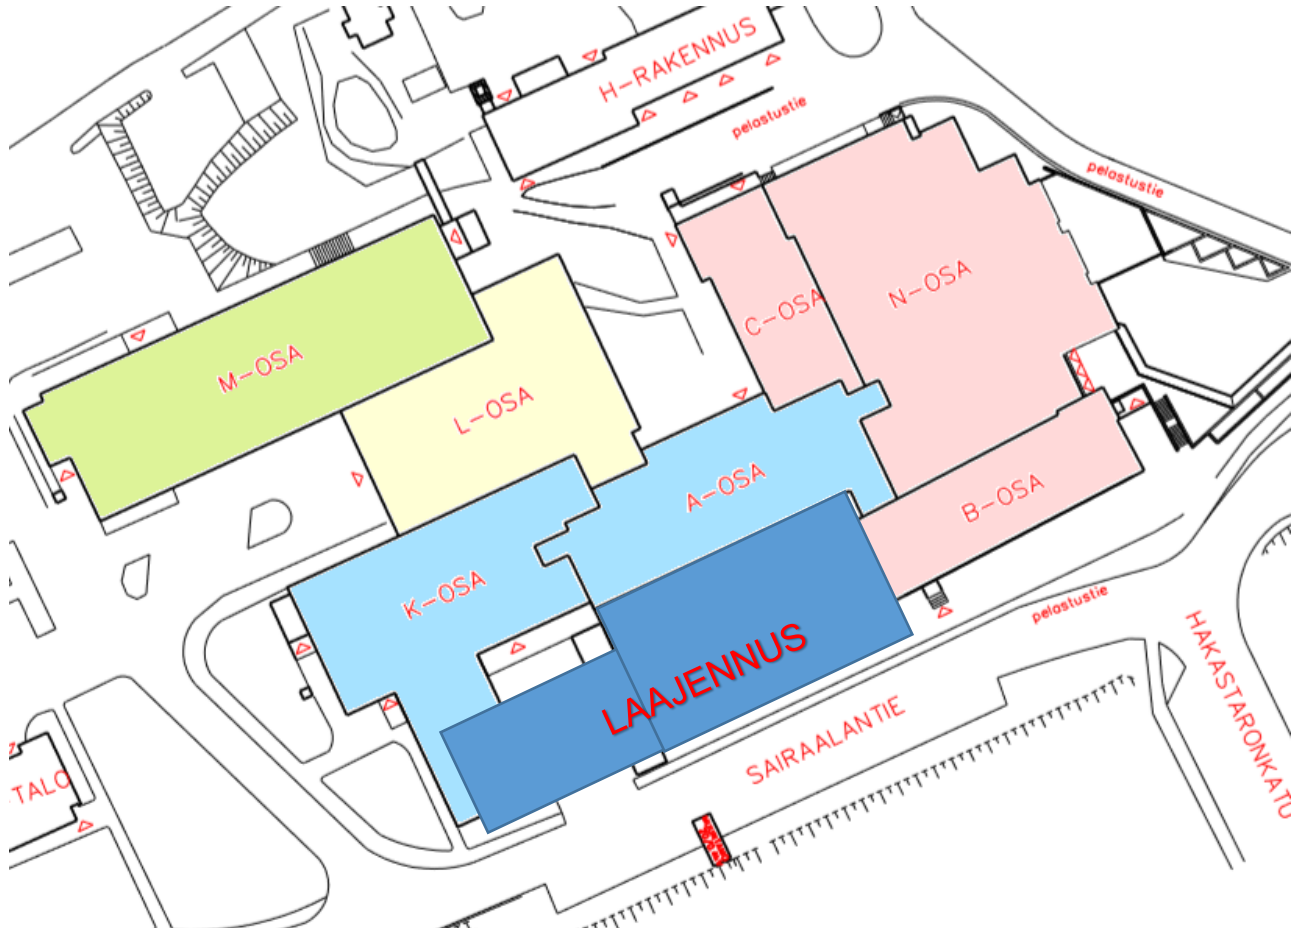 H-RAKENNUS
pelastustie
pelastustie
M-OSA
C-OSA
N-OSA
L-OSA
A-OSA
B-OSA
K-OSA
pelastustie
LAAJENNUS
SAIRAALANTIE
HAKASTARONKATU
TALO